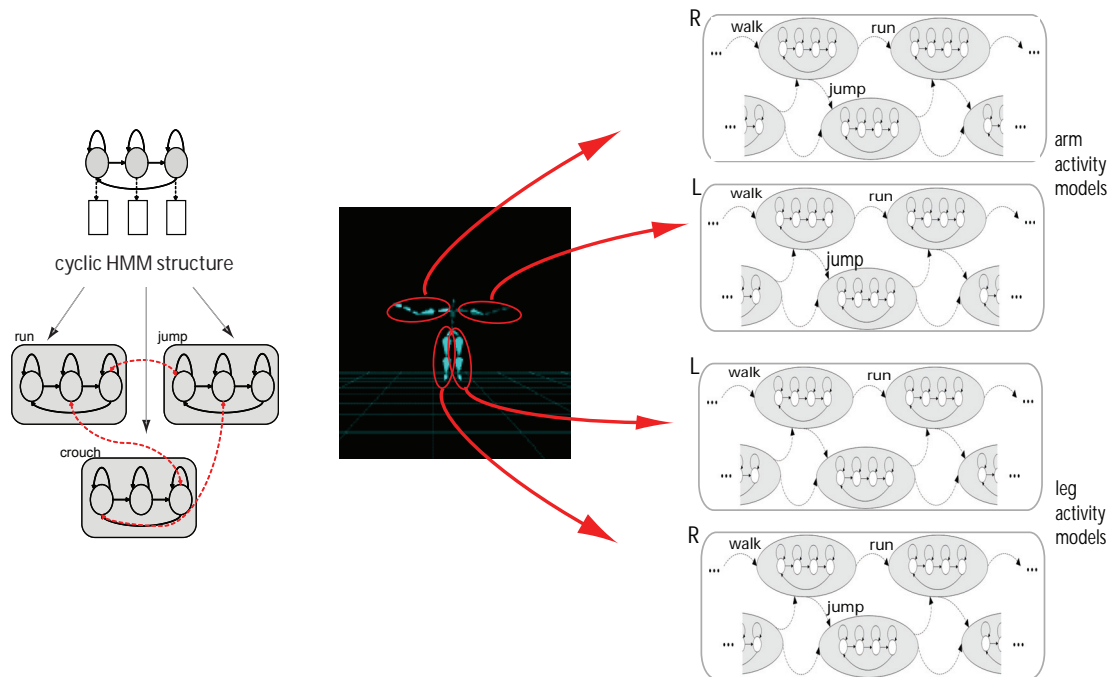 cyclic HMM structure
run
jump
crouch
R
walk
run
...
...
jump
...
...
arm
activity
models
L
walk
run
...
...
jump
...
...
L
walk
run
...
...
jump
...
...
leg
activity
models
R
walk
run
...
...
jump
...
...